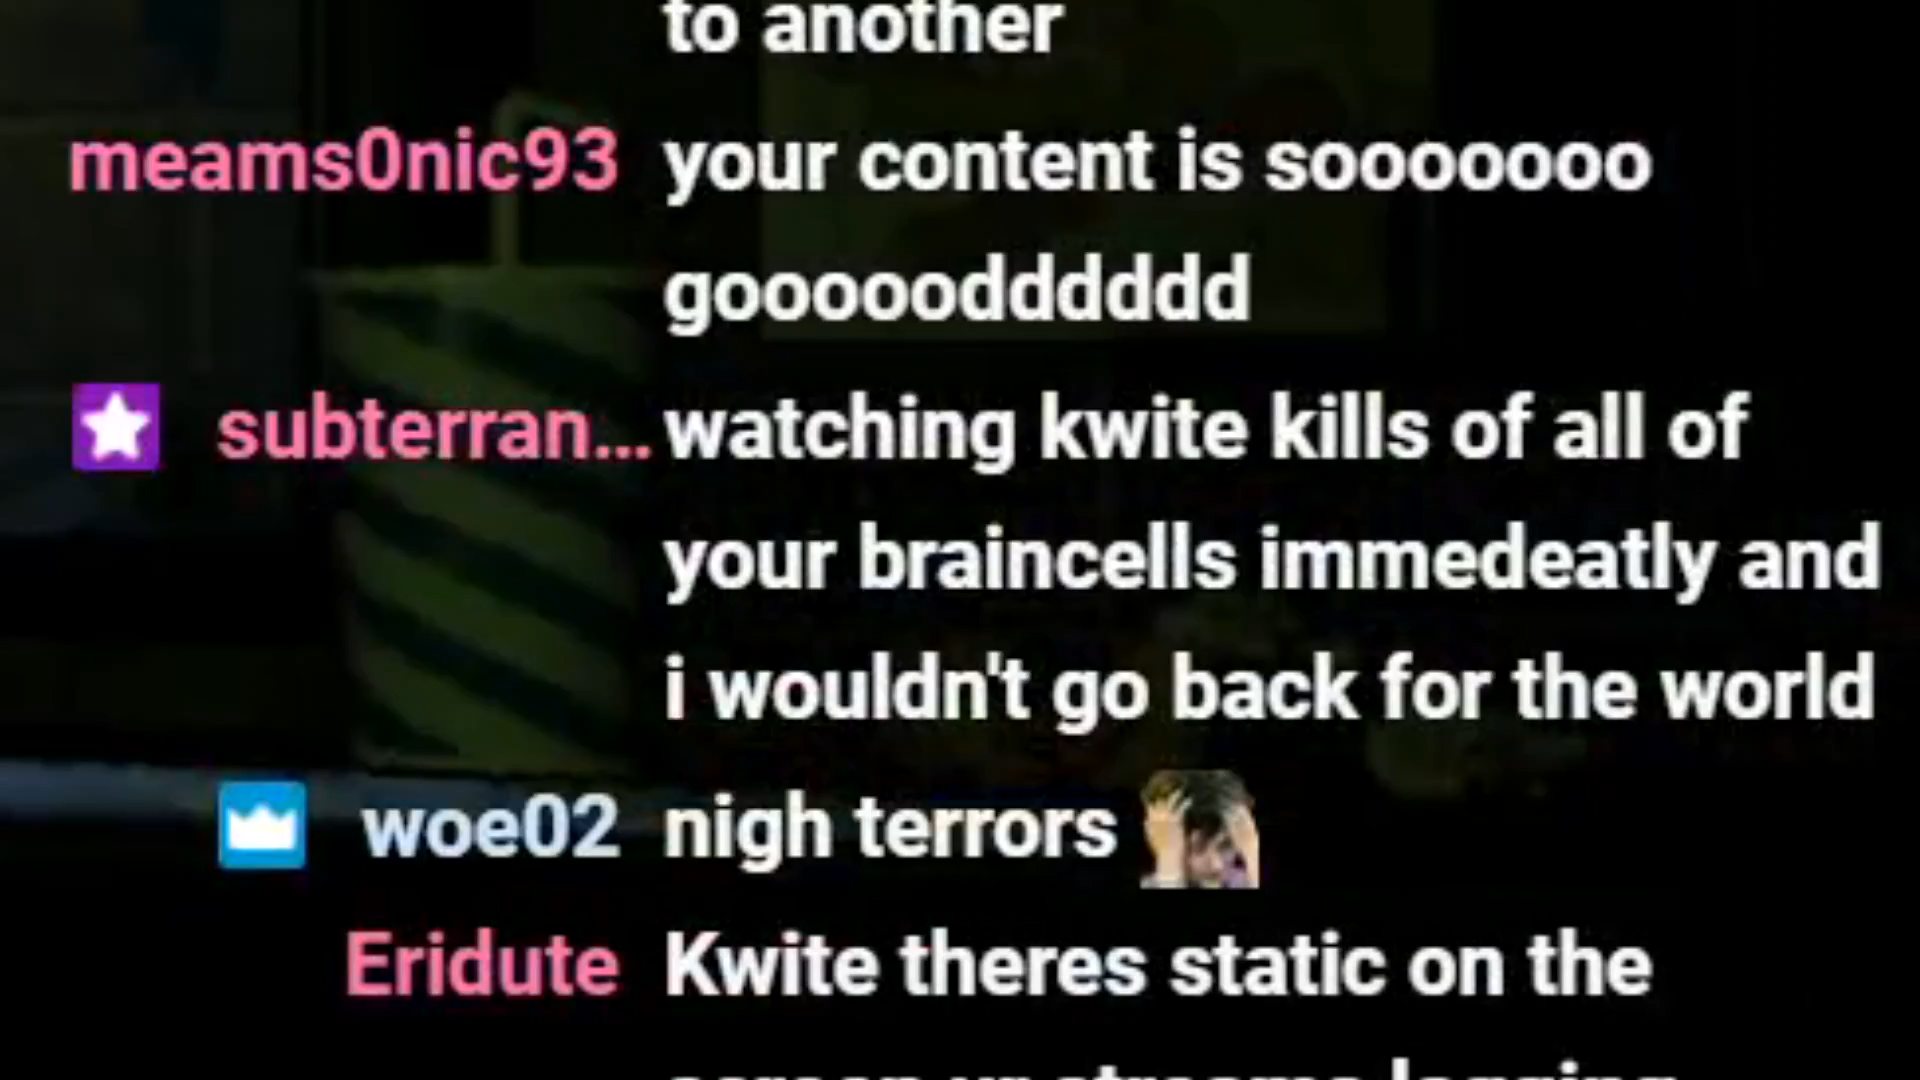 to another
meams0nic93 your content is sooooooo
gooooodddddd
subterran... watching kwite kills of all of
your braincells immedeatly and
i wouldn't go back for the world
woe02 nigh terrors
Eridute Kwite theres static on the